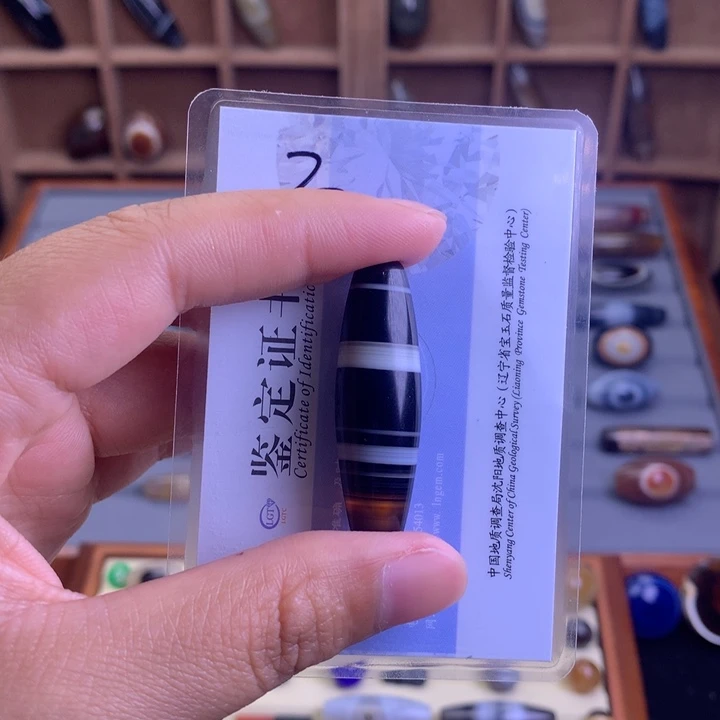 鉴定证书
Certificate of Identification
LGT
www.lngem.com
中国地质调查局沈阳地质调查中心（辽宁省宝玉石质量监督检验中心）
Shenyang Center of China Geological Survey (Liaoning Province Gemstone Testing Center)